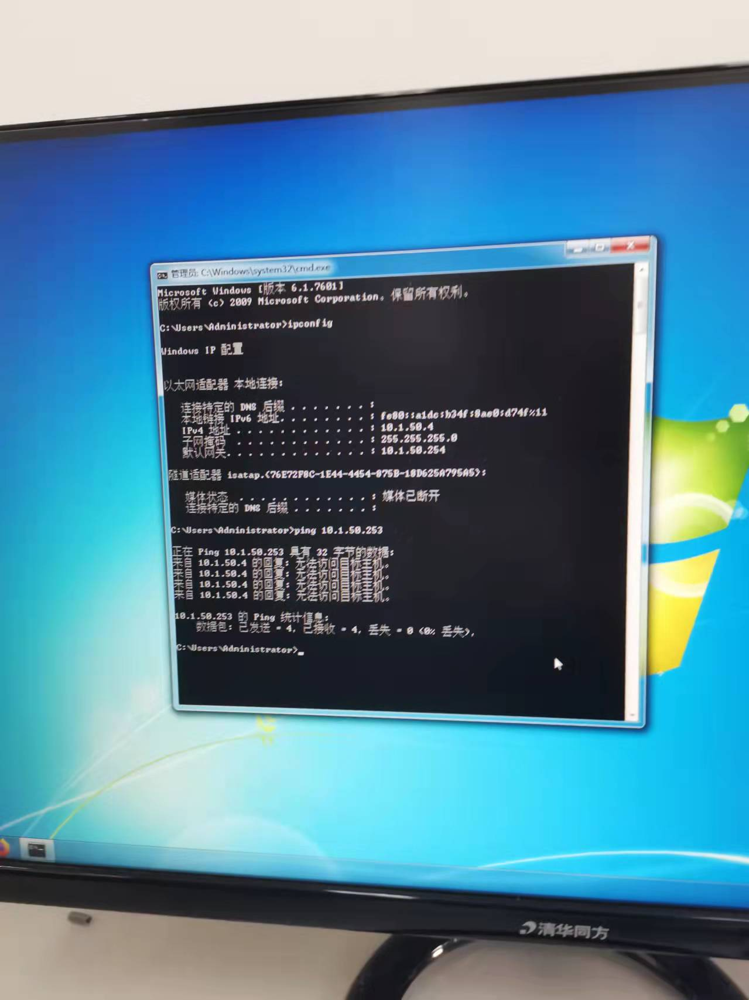 管理员: C:\Windows\system32\cmd.exe
Microsoft Windows [版本 6.1.7601]
版权所有 (c) 2009 Microsoft Corporation。保留所有权利。
C:\Users\Administrator>ipconfig
Windows IP 配置
以太网适配器 本地连接:
连接特定的 DNS 后缀 . . . . . . . :
本地链接 IPv6 地址. . . . . . . . : fe80::a1dc:b34f:8ae0:d74f%11
IPv4 地址 . . . . . . . . . . . . : 10.1.50.4
子网掩码 . . . . . . . . . . . . : 255.255.255.0
默认网关. . . . . . . . . . . . . : 10.1.50.254
隧道适配器 isatap.{76E72F8C-1E44-4454-875B-18D625A795A5}:
媒体状态 . . . . . . . . . . . . : 媒体已断开
连接特定的 DNS 后缀 . . . . . . . :
C:\Users\Administrator>ping 10.1.50.253
正在 Ping 10.1.50.253 具有 32 字节的数据:
来自 10.1.50.4 的回复: 无法访问目标主机。
来自 10.1.50.4 的回复: 无法访问目标主机。
来自 10.1.50.4 的回复: 无法访问目标主机。
来自 10.1.50.4 的回复: 无法访问目标主机。
10.1.50.253 的 Ping 统计信息:
数据包: 已发送 = 4, 已接收 = 4, 丢失 = 0 (0% 丢失),
C:\Users\Administrator>_
清华同方